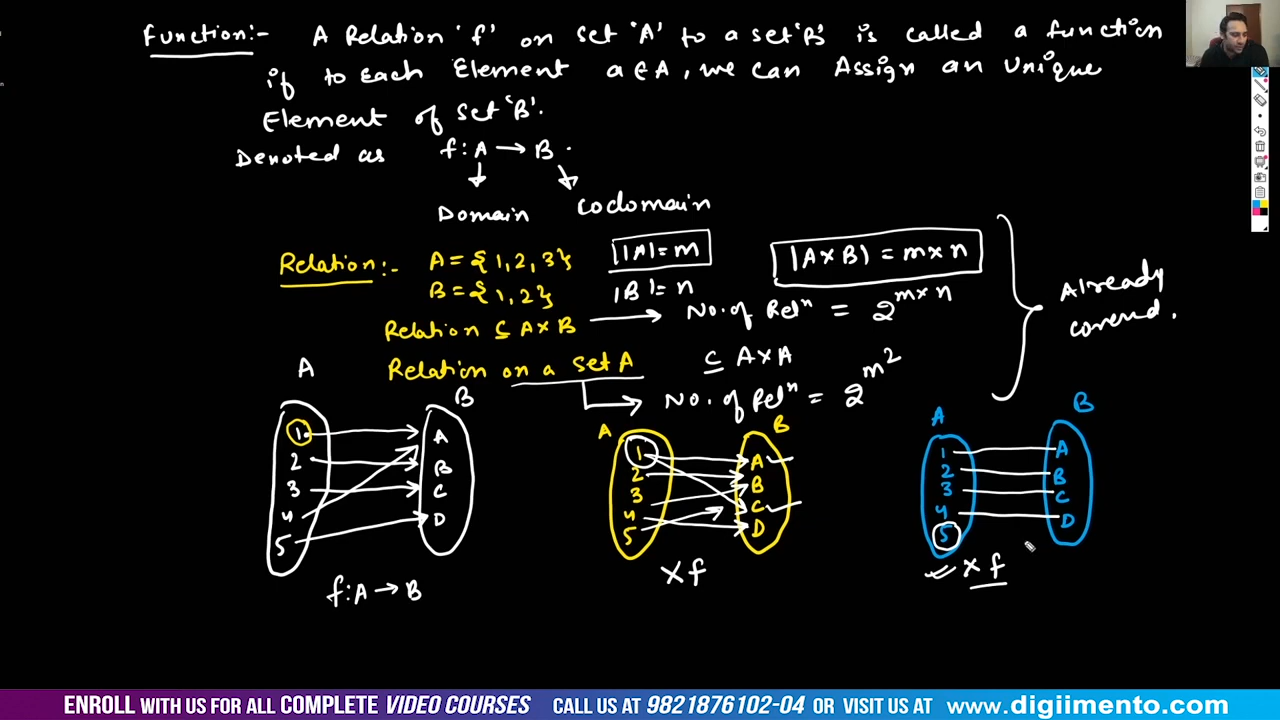 Function:- A Relation 'f' on set 'A' to a set 'B' is called a function
if to Each Element a∈A, we can Assign an Unique
Element of set 'B'.
Denoted as f: A → B.
Domain Codomain
Relation:- A = {1, 2, 3} |A| = m |A×B| = m×n
B = {1, 2} |B| = n
Relation ⊆ A×B → No. of Relⁿ = 2^m×n
Already
covered.
Relation on a set A ⊆ A×A
No. of Relⁿ = 2^m²
A B
1 A
2 B
3 C
4 D
5
f: A → B
A B
1 A
2 B
3 C
4 D
5
× f
A B
1 A
2 B
3 C
4 D
5
× f
ENROLL WITH US FOR ALL COMPLETE VIDEO COURSES CALL US AT 9821876102-04 OR VISIT US AT www.digiimento.com